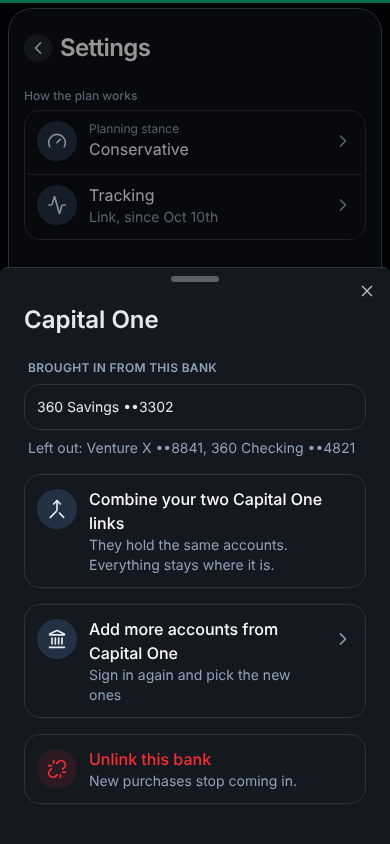 Settings
How the plan works
Planning stance
Conservative
Tracking
Link, since Oct 10th
Capital One
BROUGHT IN FROM THIS BANK
360 Savings ••3302
Left out: Venture X ••8841, 360 Checking ••4821
Combine your two Capital One
links
They hold the same accounts.
Everything stays where it is.
Add more accounts from
Capital One
Sign in again and pick the new
ones
Unlink this bank
New purchases stop coming in.